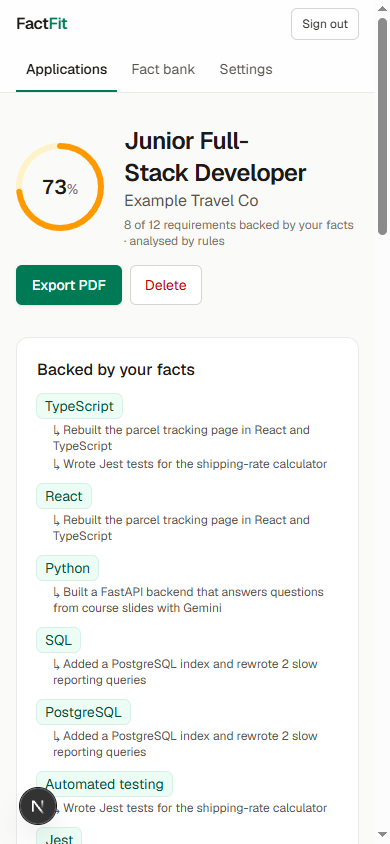 FactFit
Sign out
Applications
Fact bank
Settings
73%
Junior Full-
Stack Developer
Example Travel Co
8 of 12 requirements backed by your facts
· analysed by rules
Export PDF
Delete
Backed by your facts
TypeScript
↳ Rebuilt the parcel tracking page in React and
TypeScript
↳ Wrote Jest tests for the shipping-rate calculator
React
↳ Rebuilt the parcel tracking page in React and
TypeScript
Python
↳ Built a FastAPI backend that answers questions
from course slides with Gemini
SQL
↳ Added a PostgreSQL index and rewrote 2 slow
reporting queries
PostgreSQL
↳ Added a PostgreSQL index and rewrote 2 slow
reporting queries
Automated testing
↳ Wrote Jest tests for the shipping-rate calculator
N
Jest